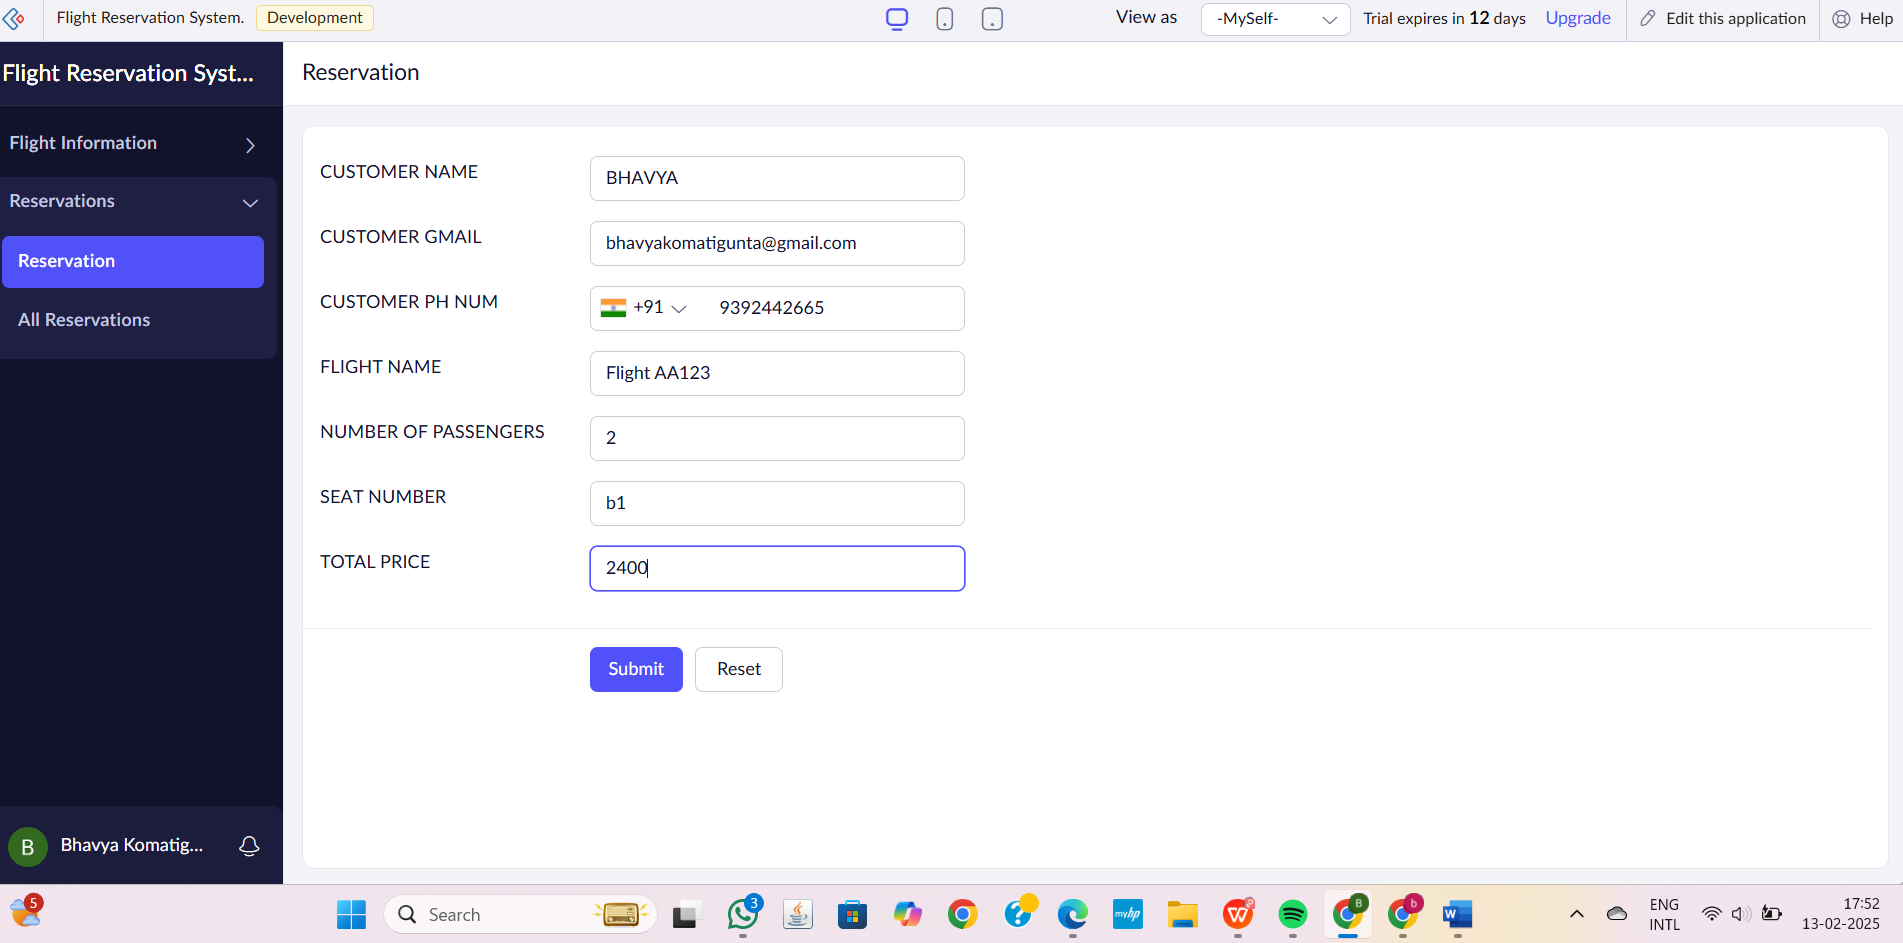 Flight Reservation System. Development View as -MySelf- Trial expires in 12 days Upgrade Edit this application Help
Flight Reservation Syst...
Flight Information
Reservations
Reservation
All Reservations
B Bhavya Komatig...
Reservation
CUSTOMER NAME BHAVYA
CUSTOMER GMAIL bhavyakomatigunta@gmail.com
CUSTOMER PH NUM +91 9392442665
FLIGHT NAME Flight AA123
NUMBER OF PASSENGERS 2
SEAT NUMBER b1
TOTAL PRICE 2400
Submit Reset
5 Search 3 myhp B b W ENG 17:52
INTL 13-02-2025